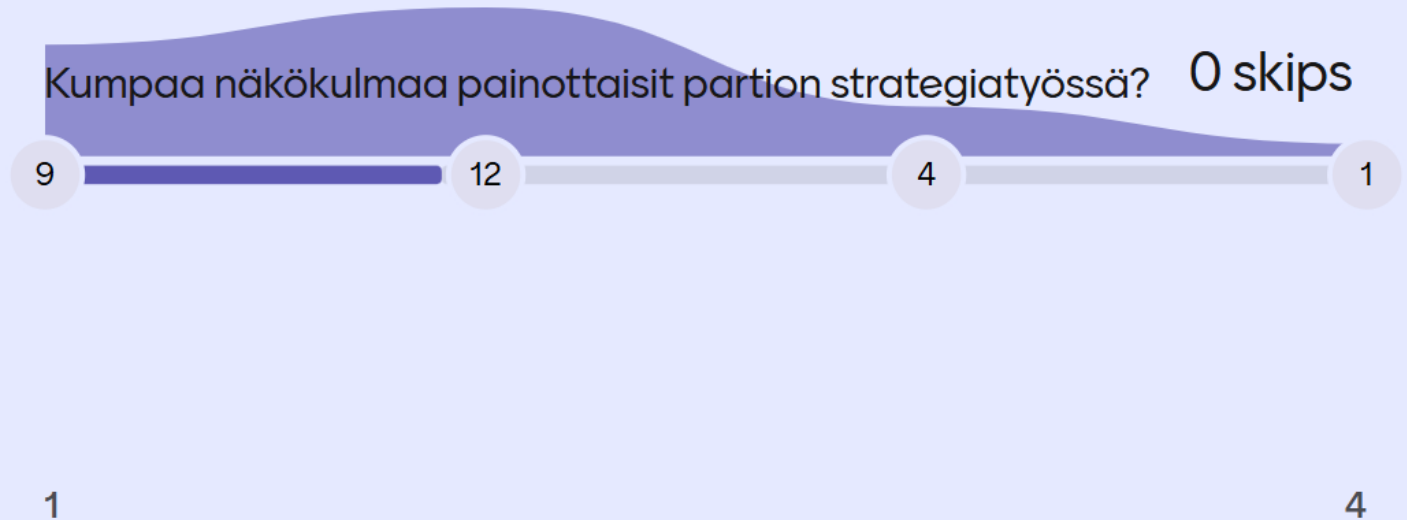 Kumpaa näkökulmaa painottaisit partion strategiatyössä?
0 skips
9 12 4 1
1 4